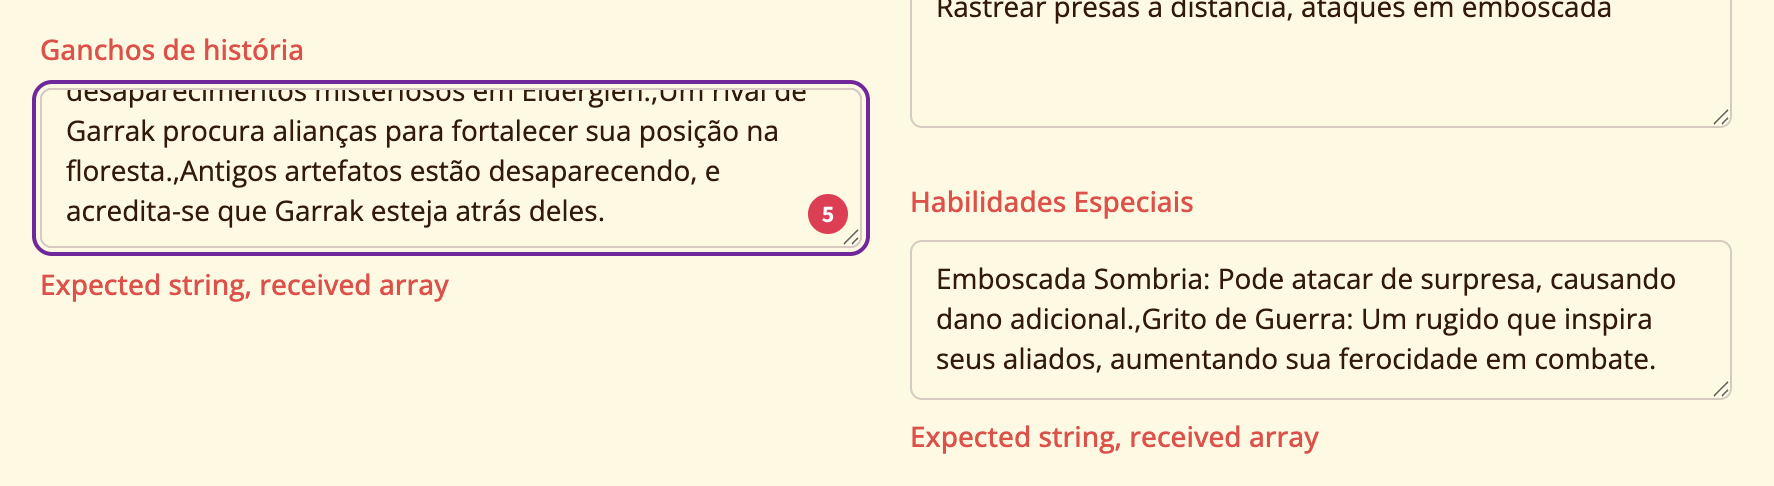 Ganchos de história
desaparecimentos misteriosos em Elderglen.,Um rival de
Garrak procura alianças para fortalecer sua posição na
floresta.,Antigos artefatos estão desaparecendo, e
acredita-se que Garrak esteja atrás deles.
5
Expected string, received array
Rastrear presas a distância, ataques em emboscada
Habilidades Especiais
Emboscada Sombria: Pode atacar de surpresa, causando
dano adicional.,Grito de Guerra: Um rugido que inspira
seus aliados, aumentando sua ferocidade em combate.
Expected string, received array